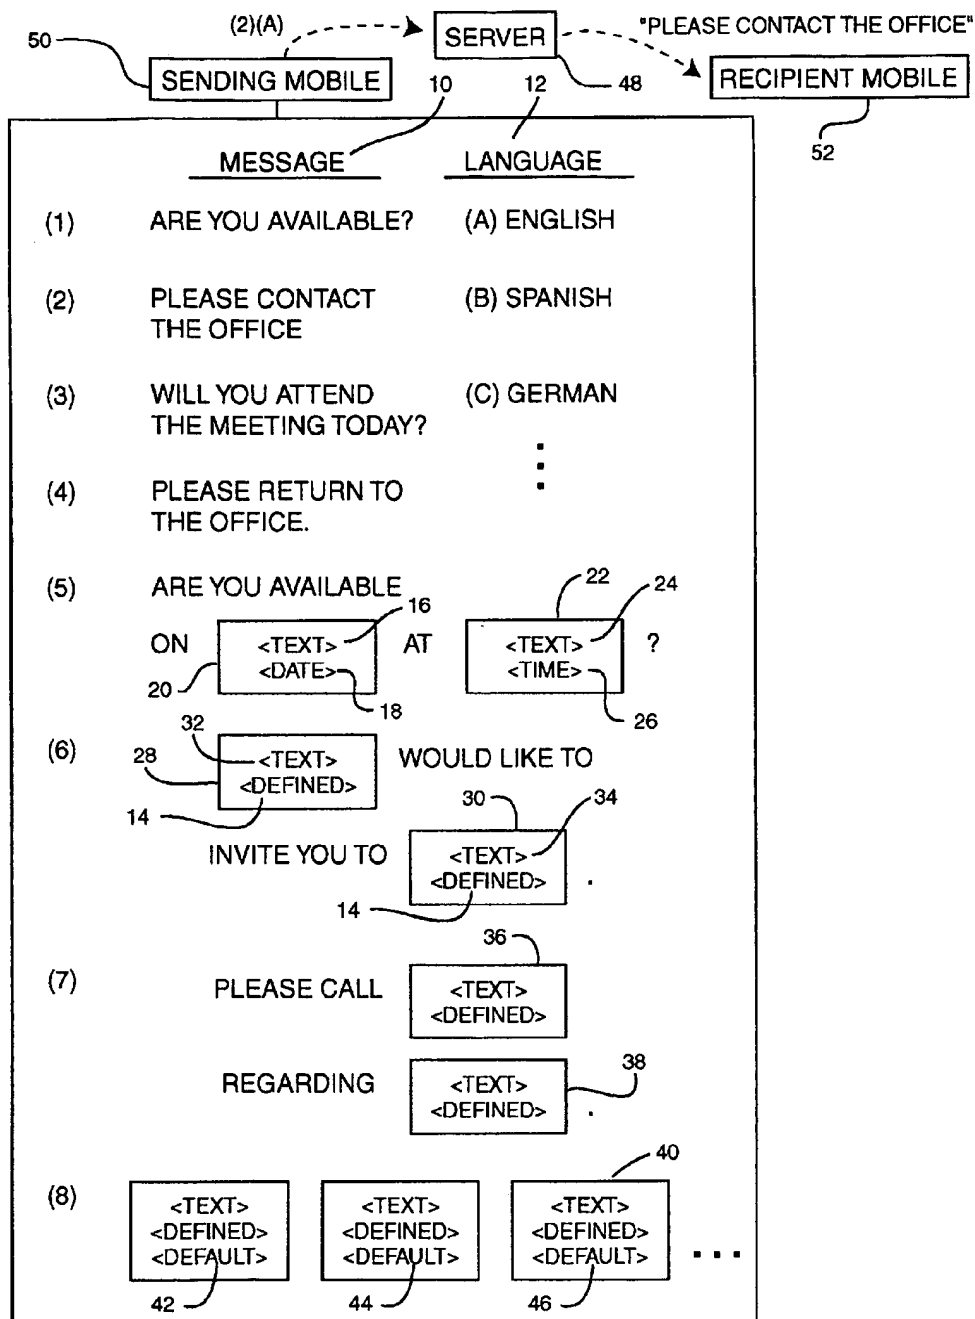 (2)(A)
"PLEASE CONTACT THE OFFICE"
50
SERVER
SENDING MOBILE
10
12
48
RECIPIENT MOBILE
52
MESSAGE
LANGUAGE
(1) ARE YOU AVAILABLE? (A) ENGLISH
(2) PLEASE CONTACT (B) SPANISH
THE OFFICE
(3) WILL YOU ATTEND (C) GERMAN
THE MEETING TODAY?
(4) PLEASE RETURN TO
THE OFFICE.
(5) ARE YOU AVAILABLE
22
16
24
ON <TEXT> AT <TEXT> ?
<DATE> <TIME>
20
18
26
(6)
32
<TEXT> WOULD LIKE TO
28
<DEFINED>
14
30
34
INVITE YOU TO <TEXT>
<DEFINED> .
14
36
(7) PLEASE CALL <TEXT>
<DEFINED>
38
REGARDING <TEXT>
<DEFINED> .
40
(8) <TEXT> <TEXT> <TEXT>
<DEFINED> <DEFINED> <DEFINED>
<DEFAULT> <DEFAULT> <DEFAULT>
42
44
46